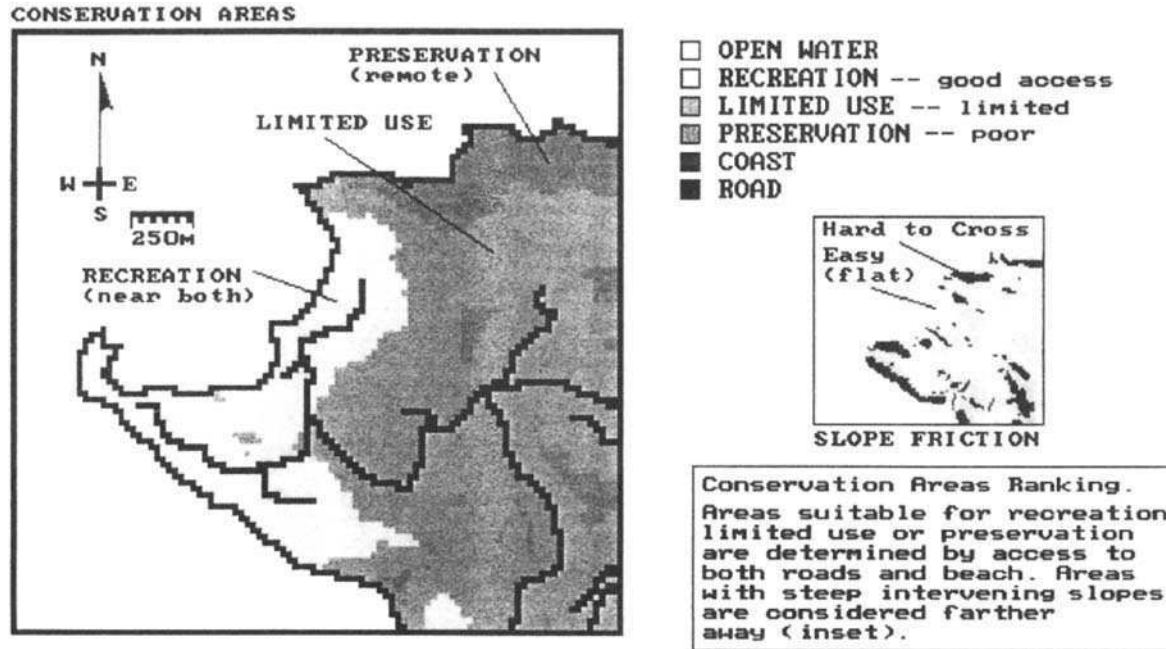 CONSERVATION AREAS
N
W E
S
250M
PRESERVATION
(remote)
LIMITED USE
RECREATION
(near both)
OPEN WATER
RECREATION -- good access
LIMITED USE -- limited
PRESERVATION -- poor
COAST
ROAD
Hard to Cross
Easy
(flat)
SLOPE FRICTION
Conservation Areas Ranking.
Areas suitable for recreation
limited use or preservation
are determined by access to
both roads and beach. Areas
with steep intervening slopes
are considered farther
away (inset).